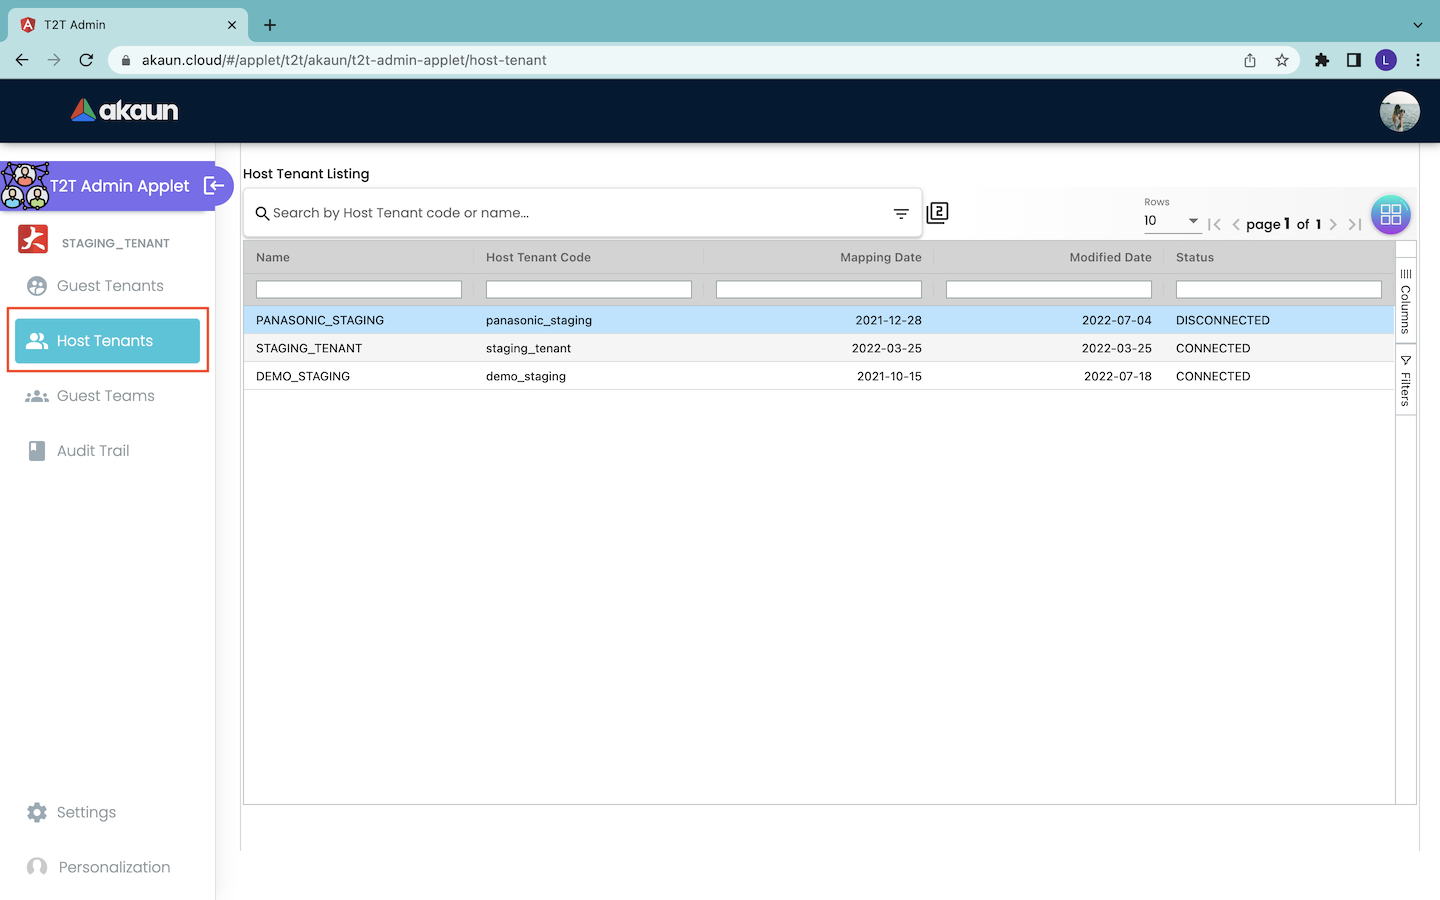 T2T Admin
akaun.cloud/#/applet/t2t/akaun/t2t-admin-applet/host-tenant
L
akaun
T2T Admin Applet
STAGING_TENANT
Guest Tenants
Host Tenants
Guest Teams
Audit Trail
Settings
Personalization
Host Tenant Listing
Search by Host Tenant code or name...
2
Rows
10
page 1 of 1
Name Host Tenant Code Mapping Date Modified Date Status
PANASONIC_STAGING panasonic_staging 2021-12-28 2022-07-04 DISCONNECTED
STAGING_TENANT staging_tenant 2022-03-25 2022-03-25 CONNECTED
DEMO_STAGING demo_staging 2021-10-15 2022-07-18 CONNECTED
Columns
Filters